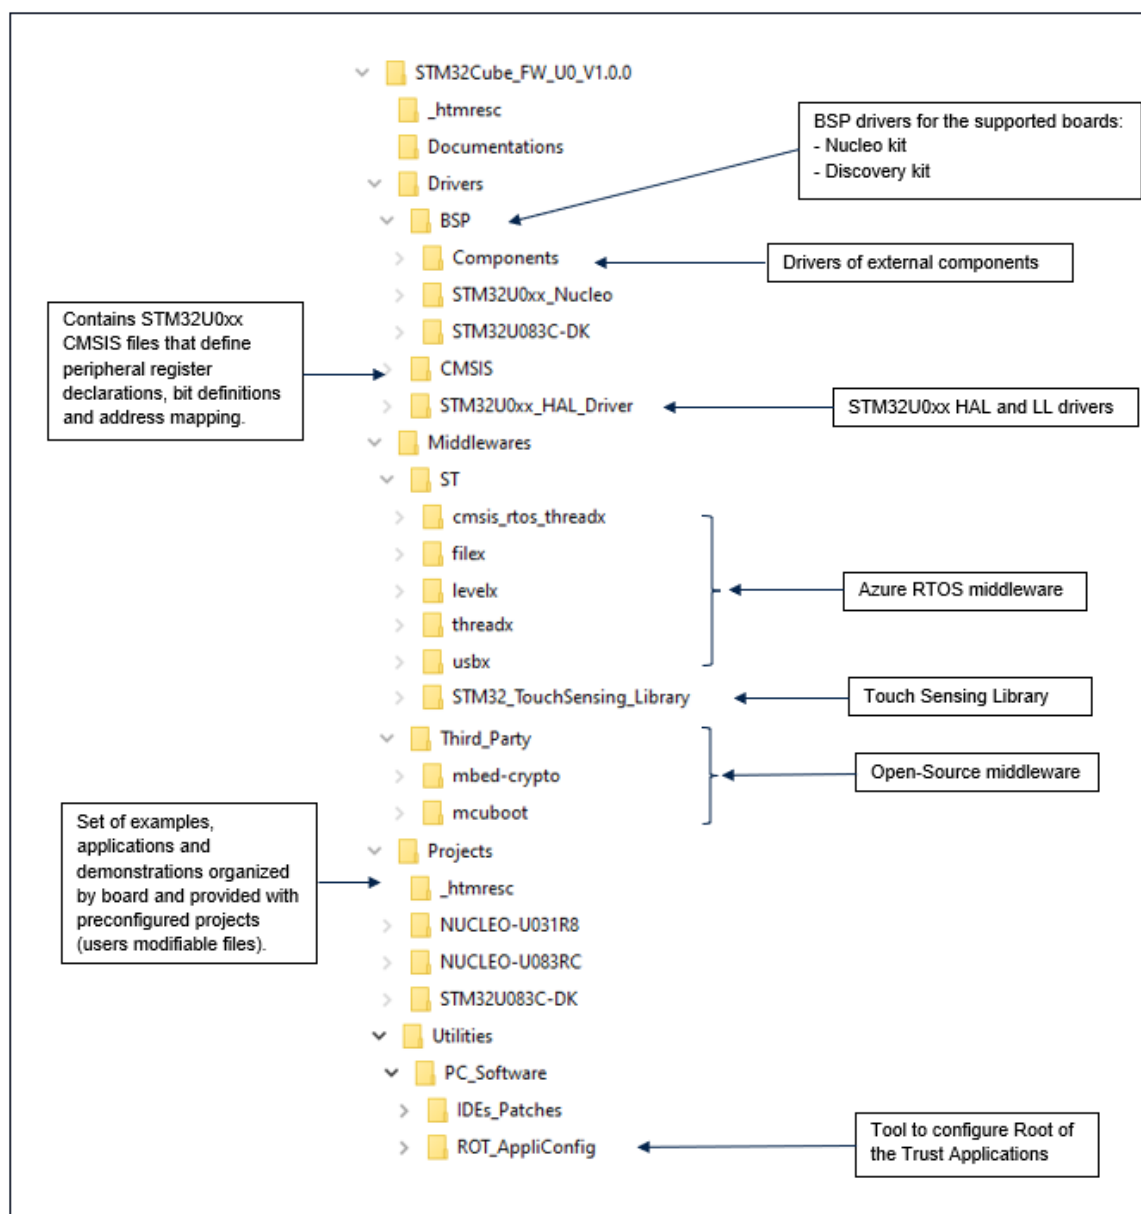 STM32Cube_FW_U0_V1.0.0
_htmresc
Documentations
Drivers
BSP
Components
STM32U0xx_Nucleo
STM32U083C-DK
CMSIS
STM32U0xx_HAL_Driver
Middlewares
ST
cmsis_rtos_threadx
filex
levelx
threadx
usbx
STM32_TouchSensing_Library
Third_Party
mbed-crypto
mcuboot
Projects
_htmresc
NUCLEO-U031R8
NUCLEO-U083RC
STM32U083C-DK
Utilities
PC_Software
IDEs_Patches
ROT_AppliConfig
BSP drivers for the supported boards:
- Nucleo kit
- Discovery kit
Drivers of external components
Contains STM32U0xx
CMSIS files that define
peripheral register
declarations, bit definitions
and address mapping.
STM32U0xx HAL and LL drivers
Azure RTOS middleware
Touch Sensing Library
Open-Source middleware
Set of examples,
applications and
demonstrations organized
by board and provided with
preconfigured projects
(users modifiable files).
Tool to configure Root of
the Trust Applications